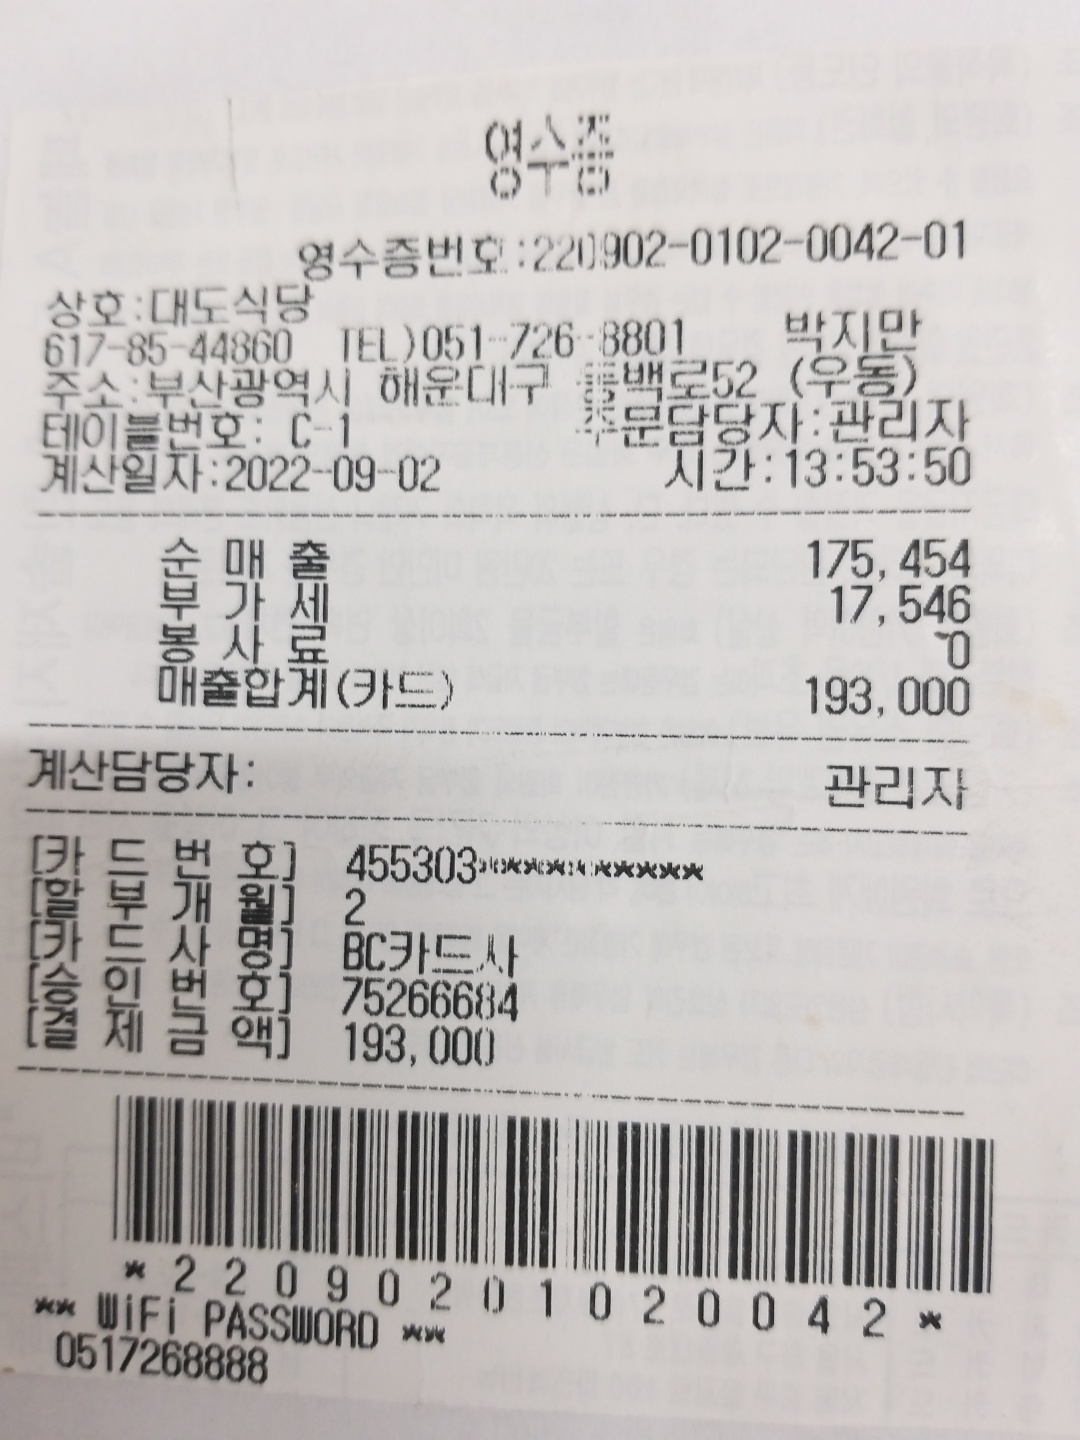 영수증
영수증번호:220902-0102-0042-01
상호:대도식당
617-85-44860 TEL)051-726-8801 박지만
주소:부산광역시 해운대구 동백로52 (우동)
테이블번호: C-1 주문담당자:관리자
계산일자:2022-09-02 시간:13:53:50
순 매 출 175,454
부 가 세 17,546
봉 사 료 0
매출합계(카드) 193,000
계산담당자: 관리자
[카 드 번 호] 455303**********
[할 부 개 월] 2
[카 드 사 명] BC카드사
[승 인 번 호] 75266684
[결 제 금 액] 193,000
*22090201020042*
** WiFi PASSWORD **
0517268888